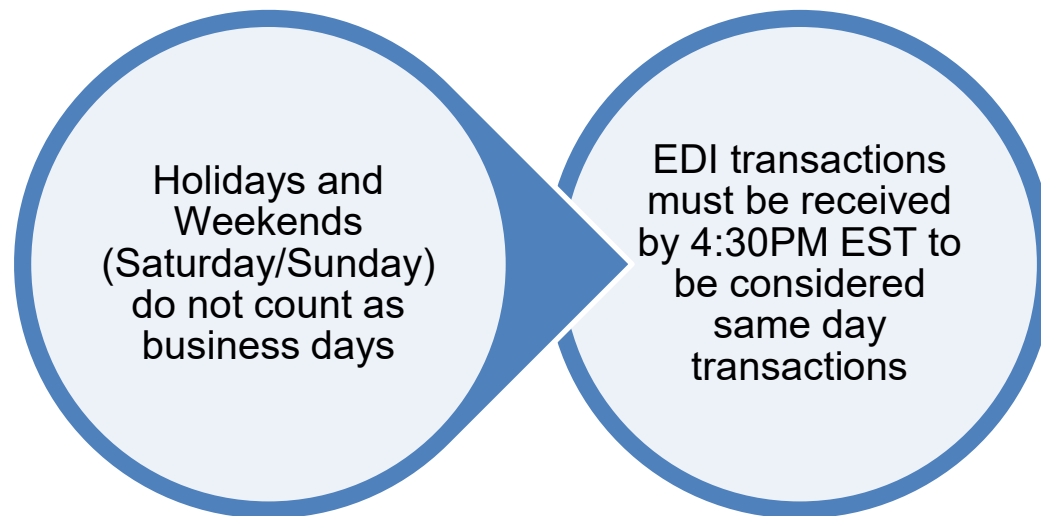 Holidays and
Weekends
(Saturday/Sunday)
do not count as
business days
EDI transactions
must be received
by 4:30PM EST to
be considered
same day
transactions